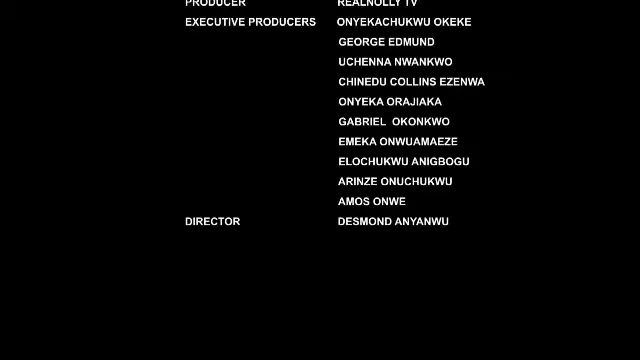 PRODUCER REALNOLLY TV
EXECUTIVE PRODUCERS ONYEKACHUKWU OKEKE
GEORGE EDMUND
UCHENNA NWANKWO
CHINEDU COLLINS EZENWA
ONYEKA ORAJIAKA
GABRIEL OKONKWO
EMEKA ONWUAMAEZE
ELOCHUKWU ANIGBOGU
ARINZE ONUCHUKWU
AMOS ONWE
DIRECTOR DESMOND ANYANWU